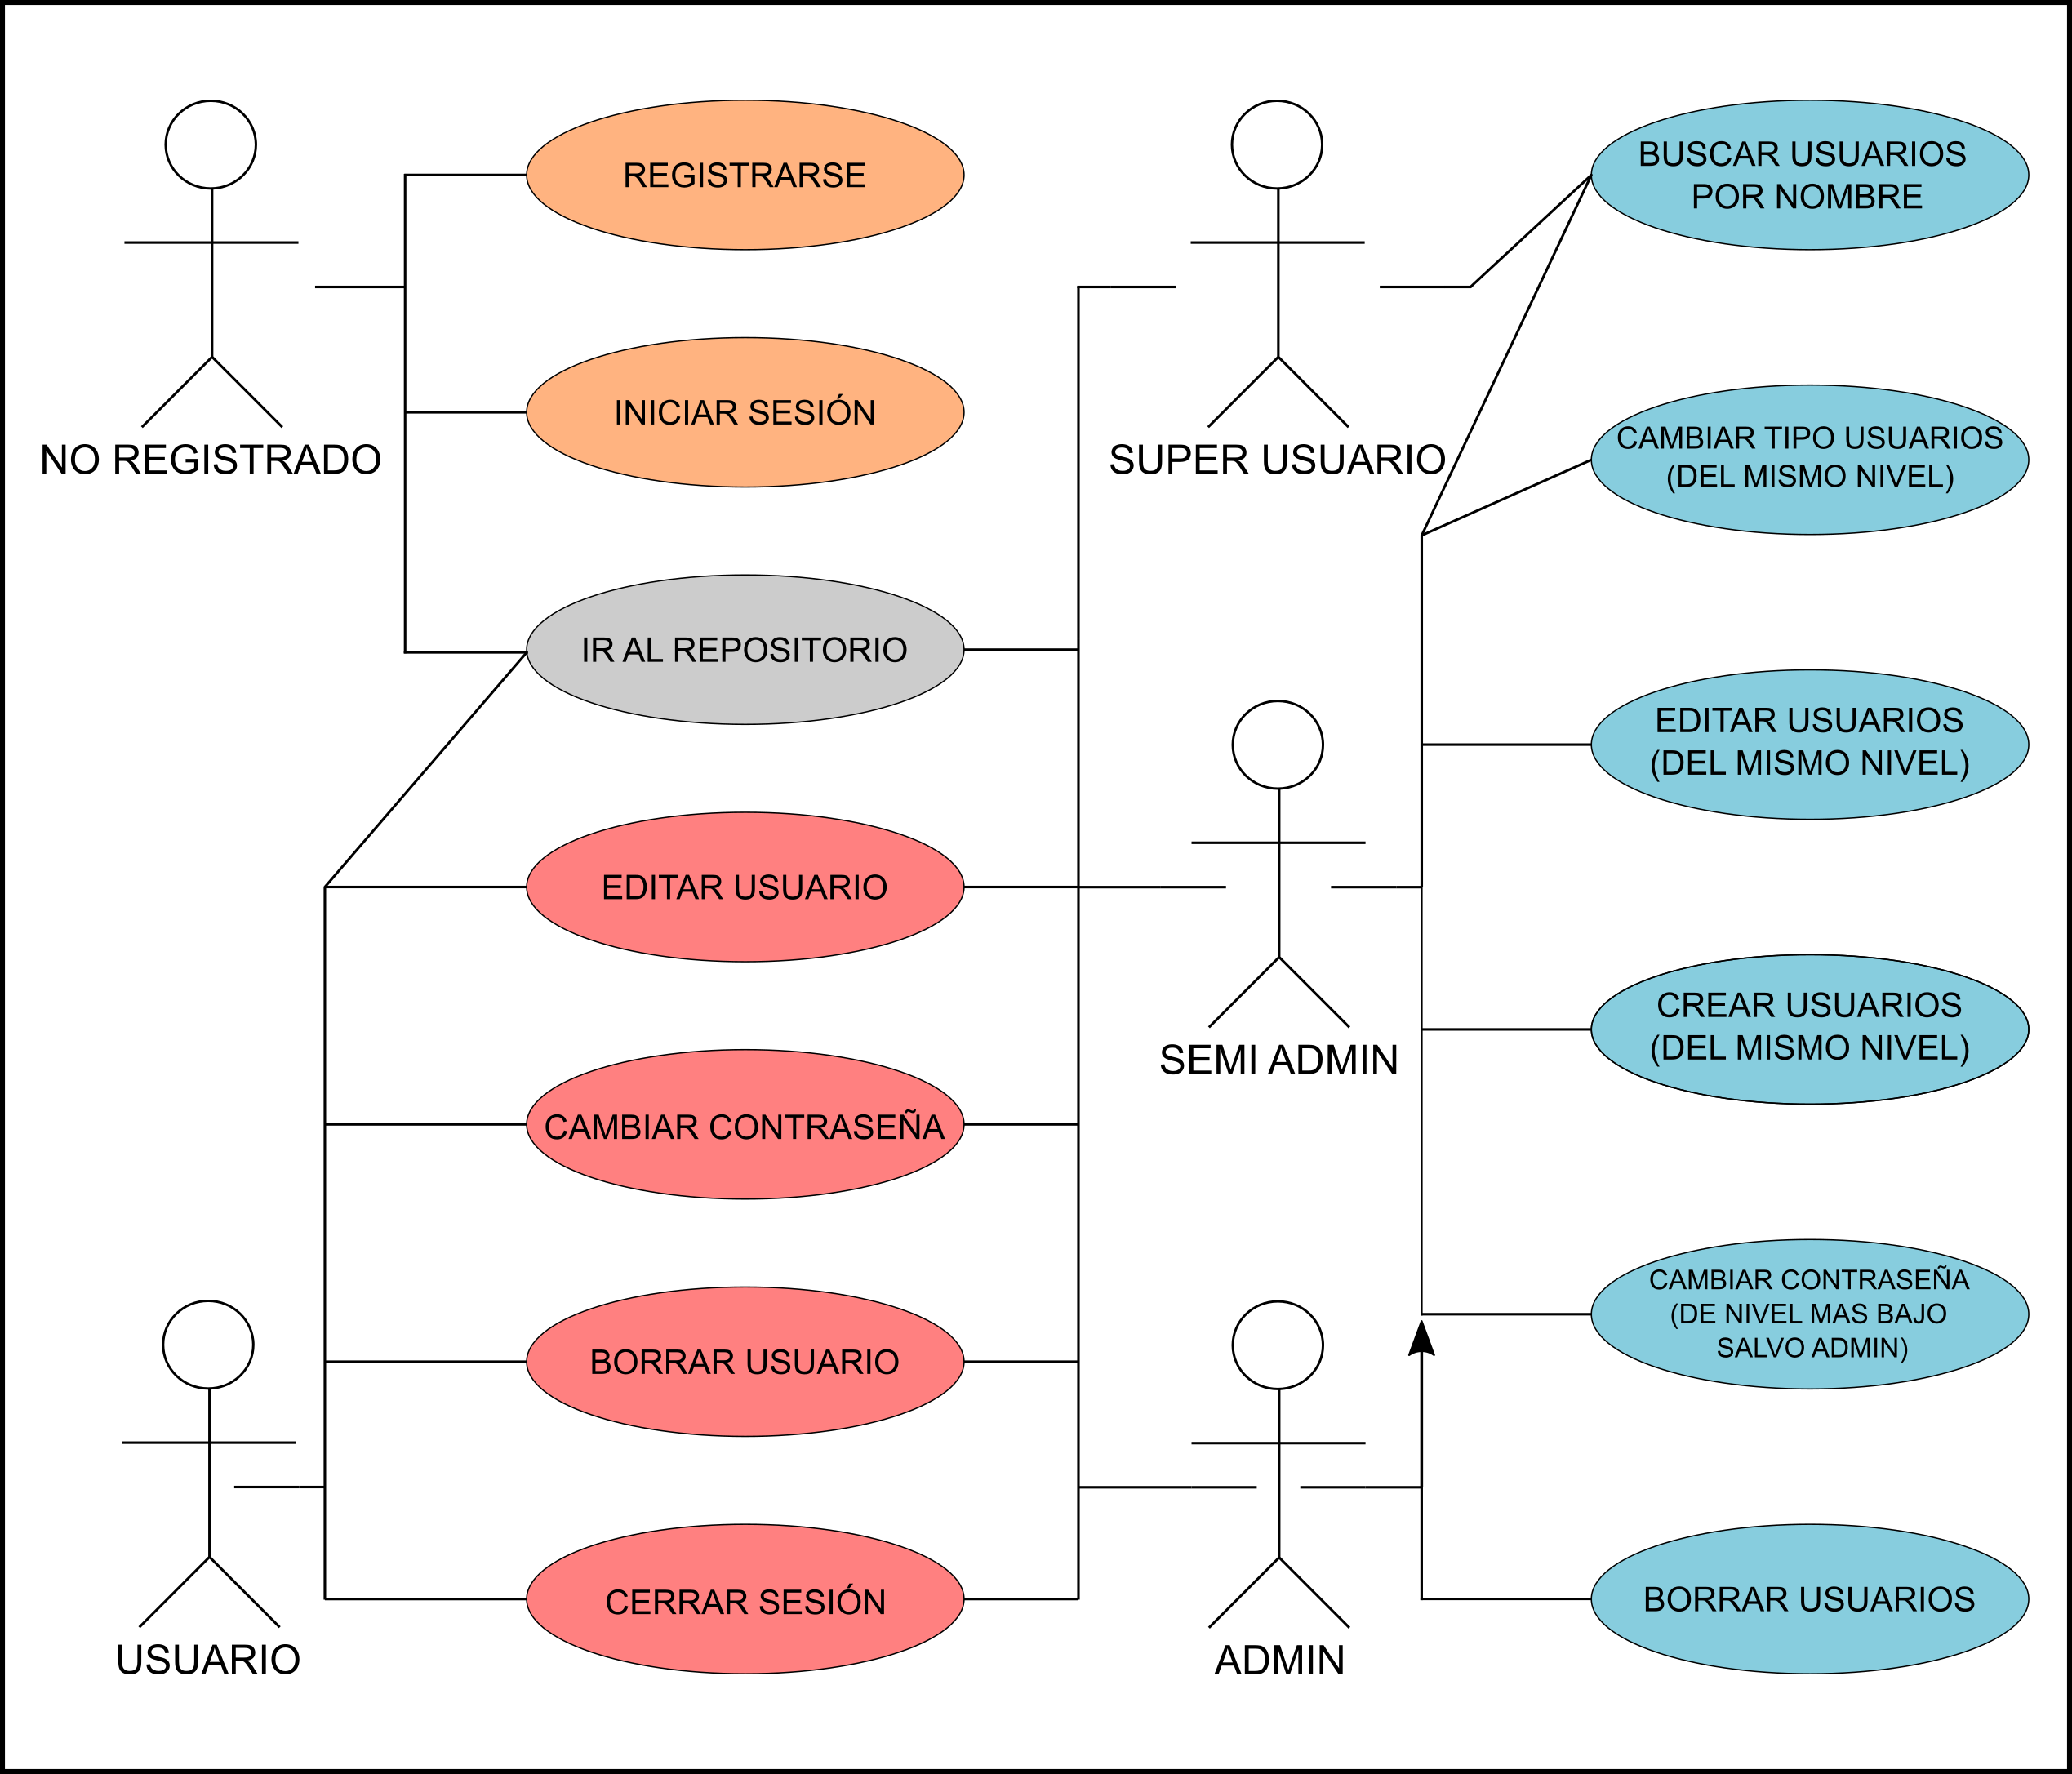 REGISTRARSE
INICIAR SESIÓN
NO REGISTRADO
IR AL REPOSITORIO
EDITAR USUARIO
CAMBIAR CONTRASEÑA
BORRAR USUARIO
CERRAR SESIÓN
USUARIO
SUPER USUARIO
SEMI ADMIN
ADMIN
BUSCAR USUARIOS
POR NOMBRE
CAMBIAR TIPO USUARIOS
(DEL MISMO NIVEL)
EDITAR USUARIOS
(DEL MISMO NIVEL)
CREAR USUARIOS
(DEL MISMO NIVEL)
CAMBIAR CONTRASEÑA
(DE NIVEL MAS BAJO
SALVO ADMIN)
BORRAR USUARIOS